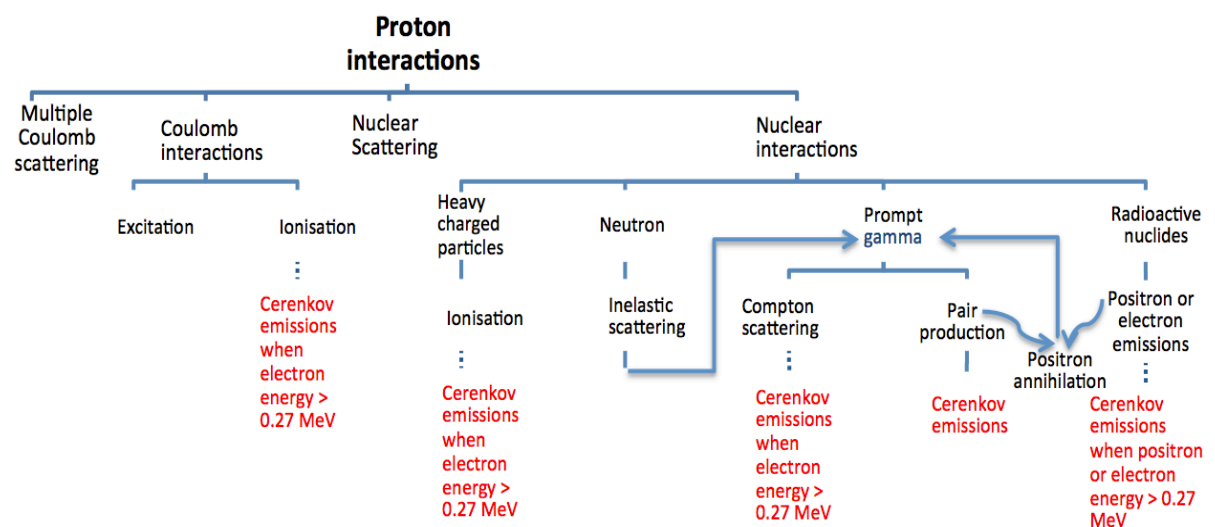 Proton
interactions
Multiple
Coulomb
scattering
Coulomb
interactions
Nuclear
Scattering
Nuclear
interactions
Excitation
Ionisation
Heavy
charged
particles
Neutron
Prompt
gamma
Radioactive
nuclides
Cerenkov
emissions
when
electron
energy >
0.27 MeV
Ionisation
Inelastic
scattering
Compton
scattering
Pair
production
Positron or
electron
emissions
Positron
annihilation
Cerenkov
emissions
when
electron
energy >
0.27 MeV
Cerenkov
emissions
when
electron
energy >
0.27 MeV
Cerenkov
emissions
Cerenkov
emissions
when positron
or electron
energy > 0.27
MeV